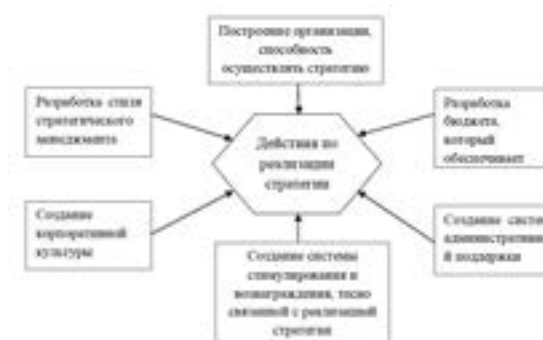 Построение организации,
способность
осуществлять стратегию
Разработка стиля
стратегического
менеджмента
Разработка
бюджета,
который
обеспечивает
Действия по
реализации
стратегии
Создание
корпоративной
культуры
Создание систем
административно
й поддержки
Создание системы
стимулирования и
вознаграждения, тесно
связанной с реализацией
стратегии